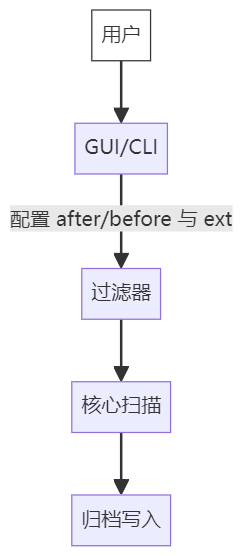 用户
GUI/CLI
配置 after/before 与 ext
过滤器
核心扫描
归档写入